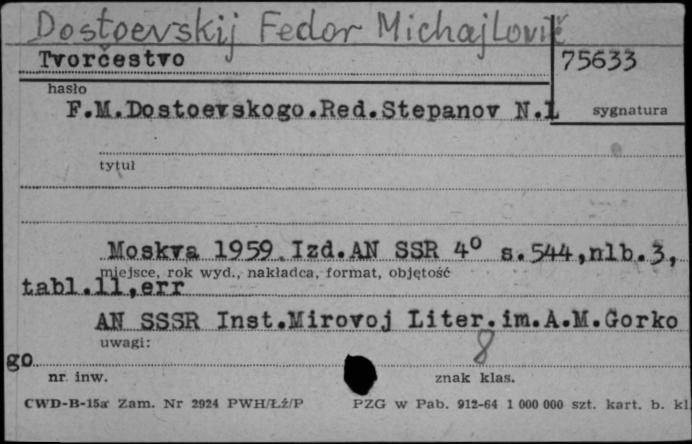 Dostoevskij Fedor Michajlovič
Tvorčestvo
75633
hasło
F.M.Dostoevskogo.Red.Stepanov N.L
sygnatura
tytuł
Moskva 1959.Izd.AN SSR 4° s.544,nlb.3,
miejsce, rok wyd., nakładca, format, objętość
tabl.11,err
AN SSSR Inst.Mirovoj Liter.im.A.M.Gorko
uwagi:
8
go
nr. inw.
znak klas.
CWD-B-15a Zam. Nr 2924 PWH/Łź/P
PZG w Pab. 912-64 1 000 000 szt. kart. b. kl